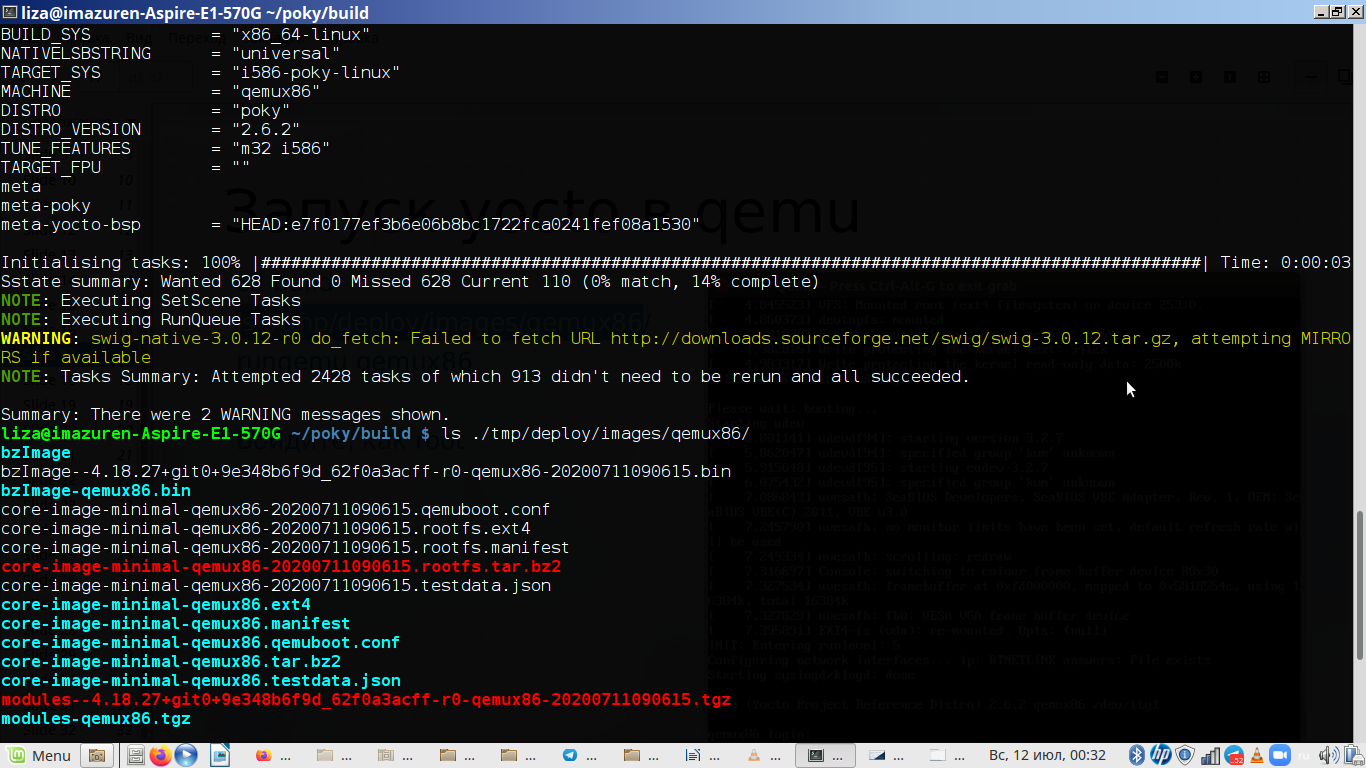 liza@imazuren-Aspire-E1-570G ~/poky/build
BUILD_SYS = "x86_64-linux"
NATIVELSBSTRING = "universal"
TARGET_SYS = "i586-poky-linux"
MACHINE = "qemux86"
DISTRO = "poky"
DISTRO_VERSION = "2.6.2"
TUNE_FEATURES = "m32 i586"
TARGET_FPU = ""
meta
meta-poky
meta-yocto-bsp = "HEAD:e7f0177ef3b6e06b8bc1722fca0241fef08a1530"
Запуск yocto в qemu
Initialising tasks: 100% |##############################################################################################| Time: 0:00:03
Sstate summary: Wanted 628 Found 0 Missed 628 Current 110 (0% match, 14% complete)
NOTE: Executing SetScene Tasks
NOTE: Executing RunQueue Tasks
WARNING: swig-native-3.0.12-r0 do_fetch: Failed to fetch URL http://downloads.sourceforge.net/swig/swig-3.0.12.tar.gz, attempting MIRRO
RS if available
NOTE: Tasks Summary: Attempted 2428 tasks of which 913 didn't need to be rerun and all succeeded.
Summary: There were 2 WARNING messages shown.
liza@imazuren-Aspire-E1-570G ~/poky/build $ ls ./tmp/deploy/images/qemux86/
bzImage
bzImage--4.18.27+git0+9e348b6f9d_62f0a3acff-r0-qemux86-20200711090615.bin
bzImage-qemux86.bin
core-image-minimal-qemux86-20200711090615.qemuboot.conf
core-image-minimal-qemux86-20200711090615.rootfs.ext4
core-image-minimal-qemux86-20200711090615.rootfs.manifest
core-image-minimal-qemux86-20200711090615.rootfs.tar.bz2
core-image-minimal-qemux86-20200711090615.testdata.json
core-image-minimal-qemux86.ext4
core-image-minimal-qemux86.manifest
core-image-minimal-qemux86.qemuboot.conf
core-image-minimal-qemux86.tar.bz2
core-image-minimal-qemux86.testdata.json
modules--4.18.27+git0+9e348b6f9d_62f0a3acff-r0-qemux86-20200711090615.tgz
modules-qemux86.tgz
Menu ... ... ... ... ... ... ... ... ... ... ... ... Вс, 12 июл, 00:32